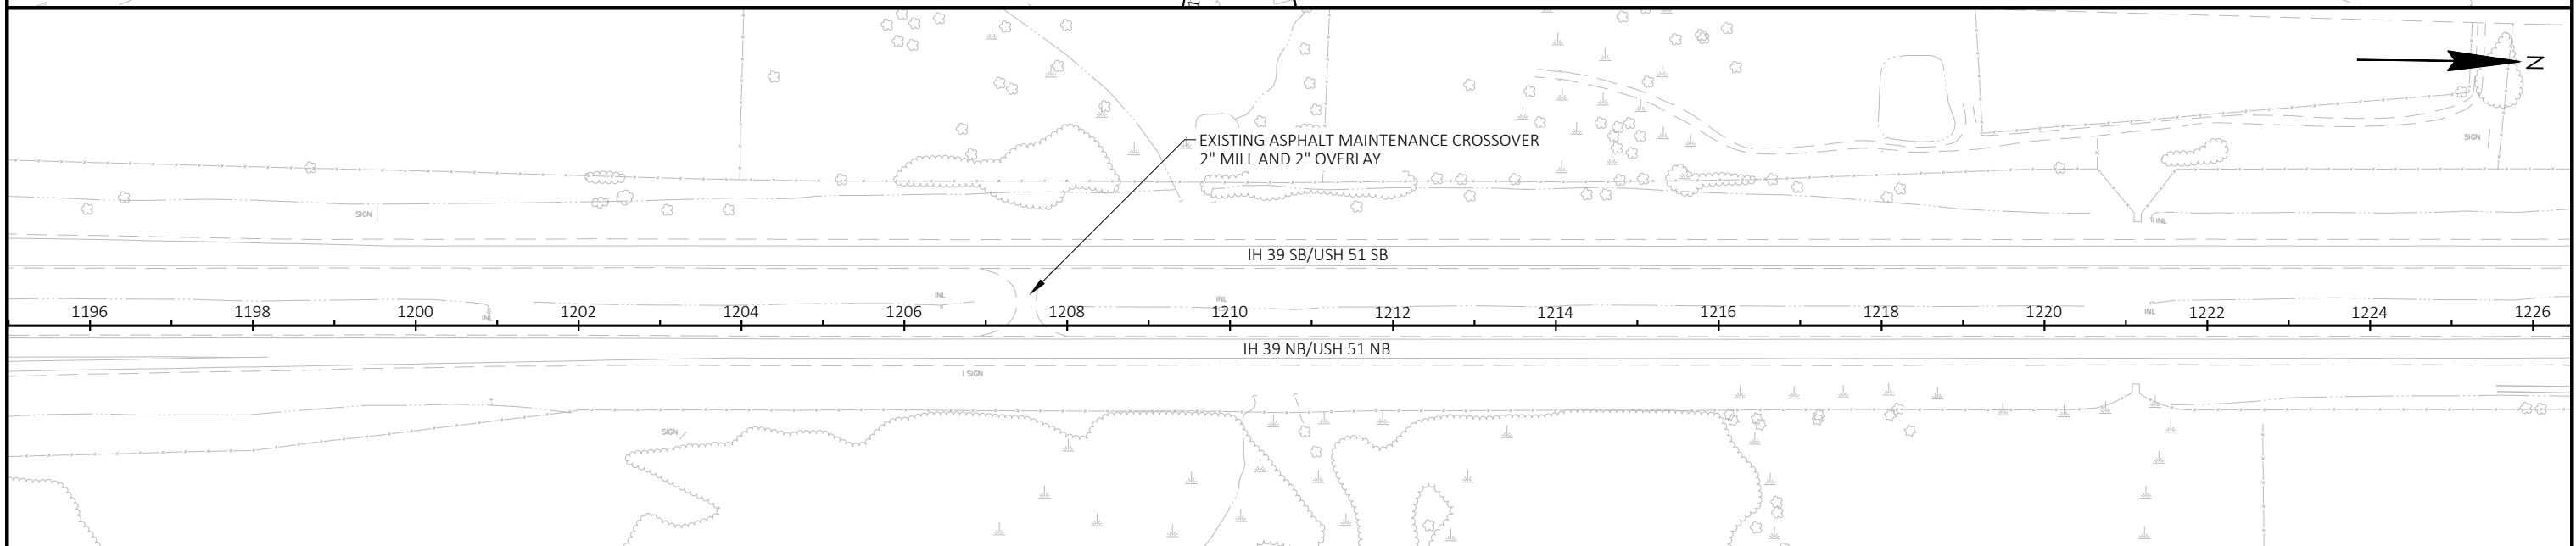 N
SIGN
EXISTING ASPHALT MAINTENANCE CROSSOVER
2" MILL AND 2" OVERLAY
SIGN
INL
IH 39 SB/USH 51 SB
INL
INL
INL
INL
1196 1198 1200 1202 1204 1206 1208 1210 1212 1214 1216 1218 1220 1222 1224 1226
IH 39 NB/USH 51 NB
SIGN
SIGN